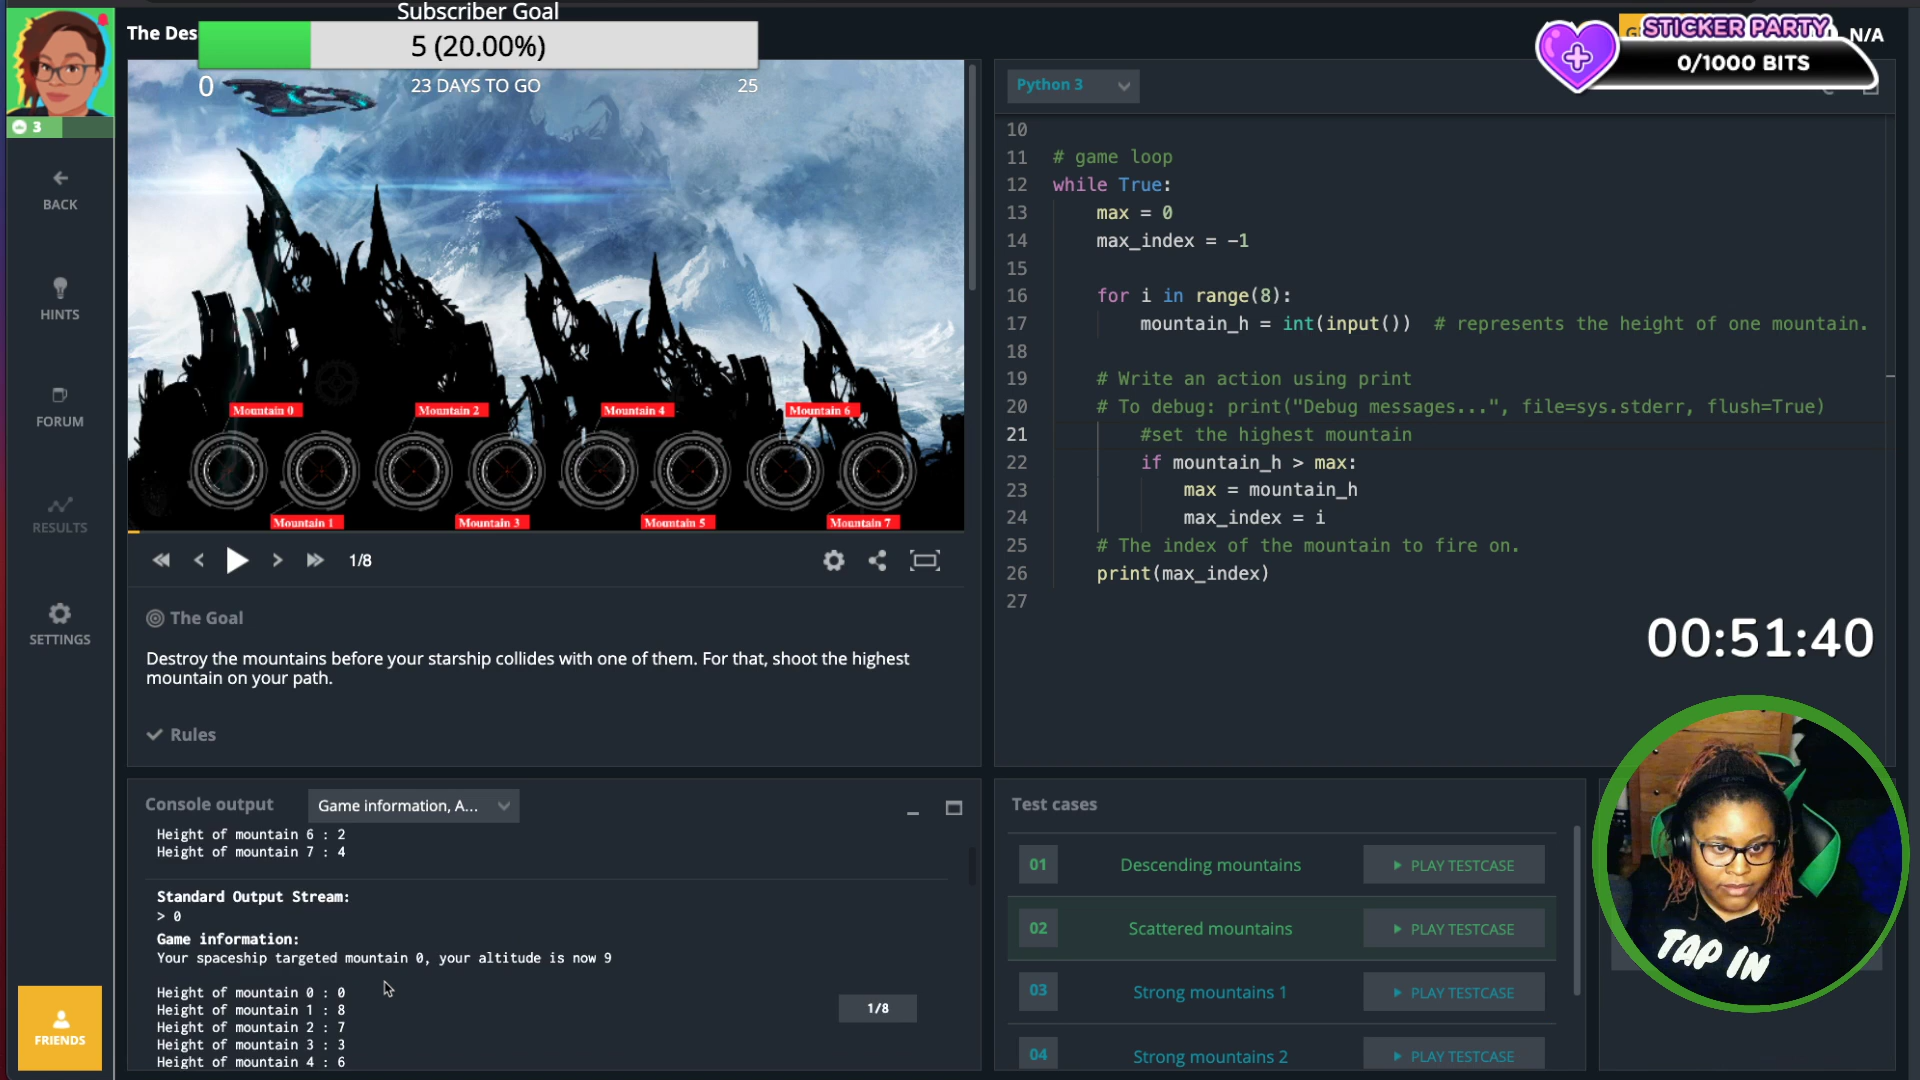 Subscriber Goal
The Des
5 (20.00%)
0
23 DAYS TO GO
25
STICKER PARTY
0/1000 BITS
N/A
3
BACK
HINTS
FORUM
RESULTS
SETTINGS
FRIENDS
Mountain 0
Mountain 2
Mountain 4
Mountain 6
Mountain 1
Mountain 3
Mountain 5
Mountain 7
1/8
The Goal
Destroy the mountains before your starship collides with one of them. For that, shoot the highest
mountain on your path.
Rules
Python 3
10
11 # game loop
12 while True:
13 max = 0
14 max_index = -1
15
16 for i in range(8):
17 mountain_h = int(input()) # represents the height of one mountain.
18
19 # Write an action using print
20 # To debug: print("Debug messages...", file=sys.stderr, flush=True)
21 #set the highest mountain
22 if mountain_h > max:
23 max = mountain_h
24 max_index = i
25 # The index of the mountain to fire on.
26 print(max_index)
27
00:51:40
Console output
Game information, A...
Height of mountain 6 : 2
Height of mountain 7 : 4
Standard Output Stream:
> 0
Game information:
Your spaceship targeted mountain 0, your altitude is now 9
Height of mountain 0 : 0
Height of mountain 1 : 8
Height of mountain 2 : 7
Height of mountain 3 : 3
Height of mountain 4 : 6
1/8
Test cases
01 Descending mountains PLAY TESTCASE
02 Scattered mountains PLAY TESTCASE
03 Strong mountains 1 PLAY TESTCASE
04 Strong mountains 2 PLAY TESTCASE
TAP IN